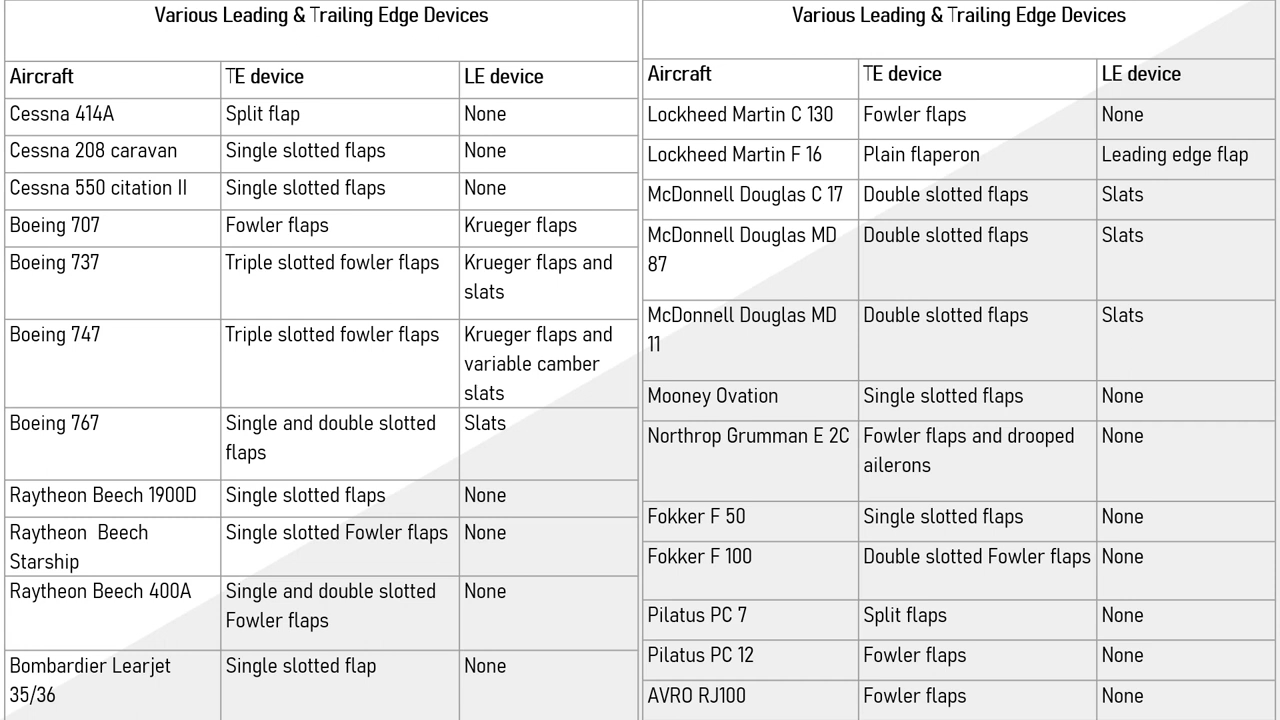 Various Leading & Trailing Edge Devices
Aircraft TE device LE device
Cessna 414A Split flap None
Cessna 208 caravan Single slotted flaps None
Cessna 550 citation II Single slotted flaps None
Boeing 707 Fowler flaps Krueger flaps
Boeing 737 Triple slotted fowler flaps Krueger flaps and
slats
Boeing 747 Triple slotted fowler flaps Krueger flaps and
variable camber
slats
Boeing 767 Single and double slotted Slats
flaps
Raytheon Beech 1900D Single slotted flaps None
Raytheon Beech Single slotted Fowler flaps None
Starship
Raytheon Beech 400A Single and double slotted None
Fowler flaps
Bombardier Learjet Single slotted flap None
35/36
Various Leading & Trailing Edge Devices
Aircraft TE device LE device
Lockheed Martin C 130 Fowler flaps None
Lockheed Martin F 16 Plain flaperon Leading edge flap
McDonnell Douglas C 17 Double slotted flaps Slats
McDonnell Douglas MD Double slotted flaps Slats
87
McDonnell Douglas MD Double slotted flaps Slats
11
Mooney Ovation Single slotted flaps None
Northrop Grumman E 2C Fowler flaps and drooped None
ailerons
Fokker F 50 Single slotted flaps None
Fokker F 100 Double slotted Fowler flaps None
Pilatus PC 7 Split flaps None
Pilatus PC 12 Fowler flaps None
AVRO RJ100 Fowler flaps None